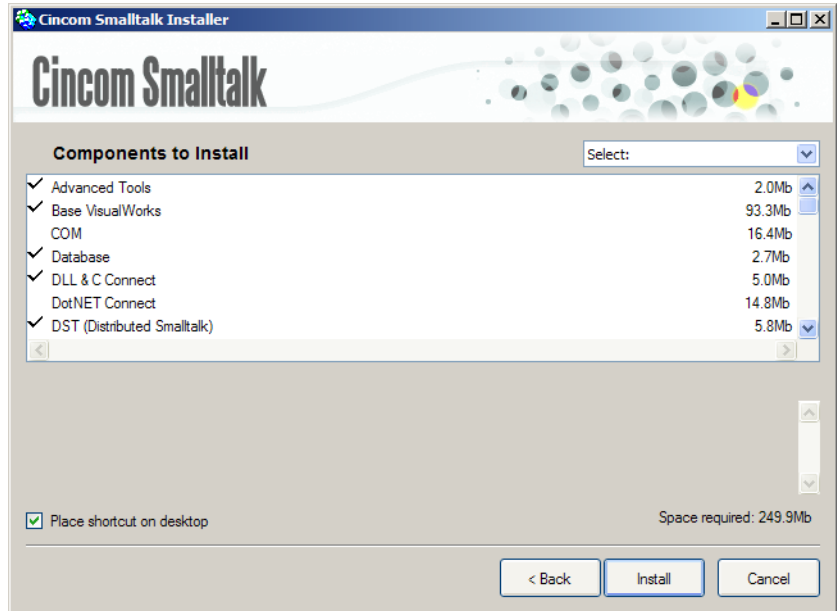 Cincom Smalltalk Installer
Cincom Smalltalk
Components to Install
Select:
Advanced Tools 2.0Mb
Base VisualWorks 93.3Mb
COM 16.4Mb
Database 2.7Mb
DLL & C Connect 5.0Mb
DotNET Connect 14.8Mb
DST (Distributed Smalltalk) 5.8Mb
Place shortcut on desktop
Space required: 249.9Mb
< Back Install Cancel